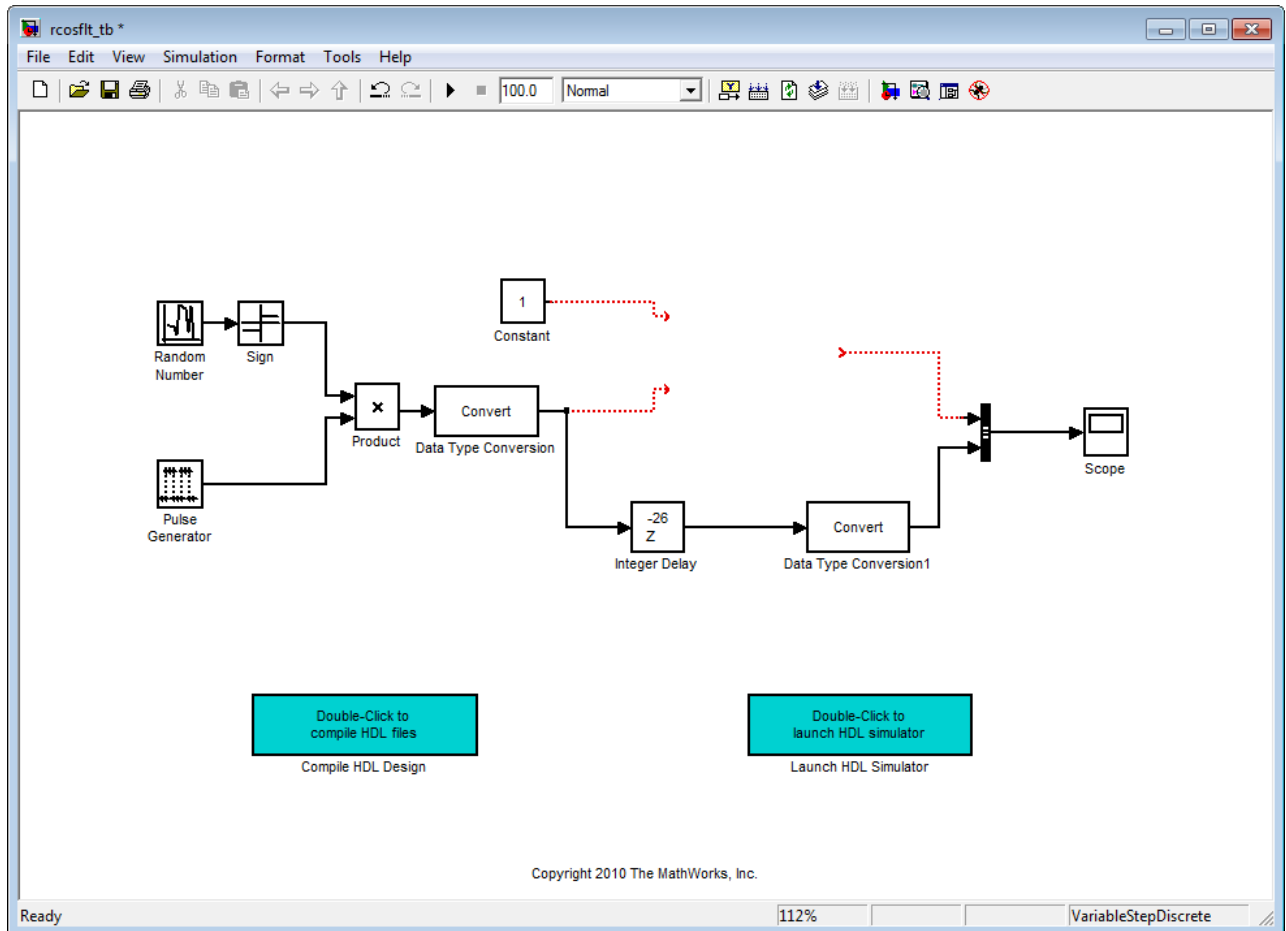 rcosflt_tb *
File Edit View Simulation Format Tools Help
100.0 Normal
1
Constant
Random
Number
Sign
×
Product
Convert
Data Type Conversion
Scope
Pulse
Generator
-26
Z
Integer Delay
Convert
Data Type Conversion1
Double-Click to
compile HDL files
Compile HDL Design
Double-Click to
launch HDL simulator
Launch HDL Simulator
Copyright 2010 The MathWorks, Inc.
Ready 112% VariableStepDiscrete